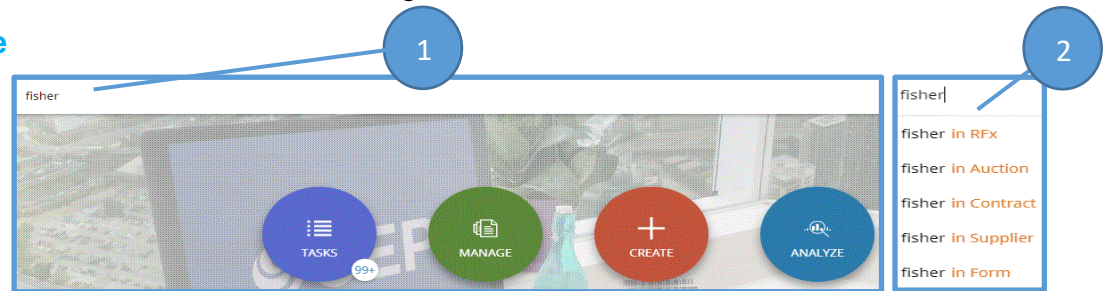 e
1
2
fisher
TASKS
99+
MANAGE
CREATE
ANALYZE
fisher
fisher in RFx
fisher in Auction
fisher in Contract
fisher in Supplier
fisher in Form